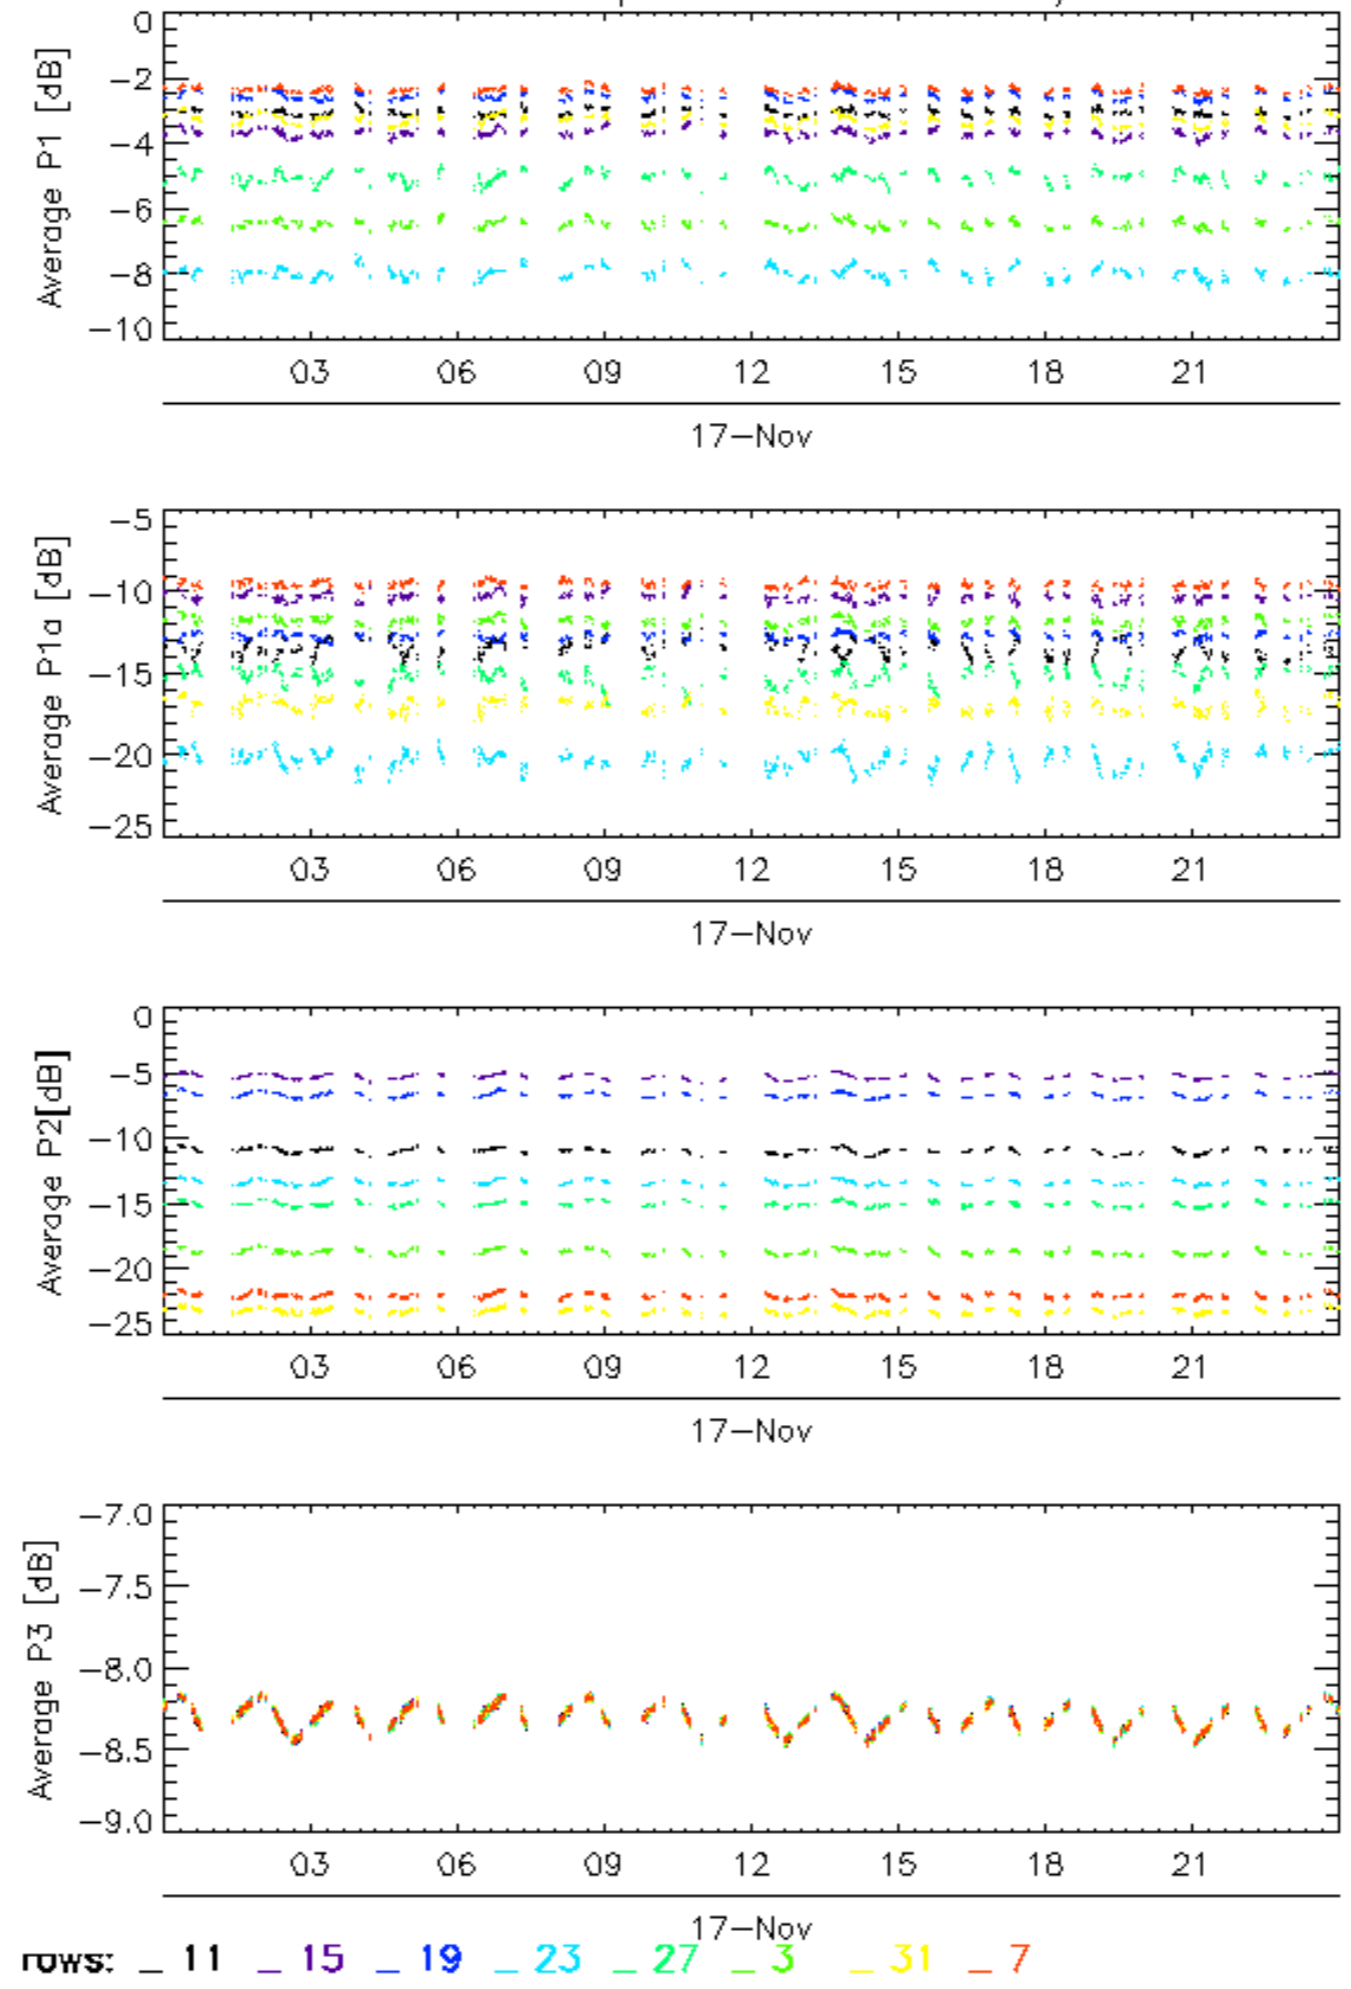 0
−2
−4
−6
−8
−10
Average P1 [dB]
03 06 09 12 15 18 21
17−Nov
−5
−10
−15
−20
−25
Average P1a [dB]
03 06 09 12 15 18 21
17−Nov
0
−5
−10
−15
−20
−25
Average P2[dB]
03 06 09 12 15 18 21
17−Nov
−7.0
−7.5
−8.0
−8.5
−9.0
Average P3 [dB]
03 06 09 12 15 18 21
17−Nov
rows: _ 11 _ 15 _ 19 _ 23 _ 27 _ 3 _ 31 _ 7